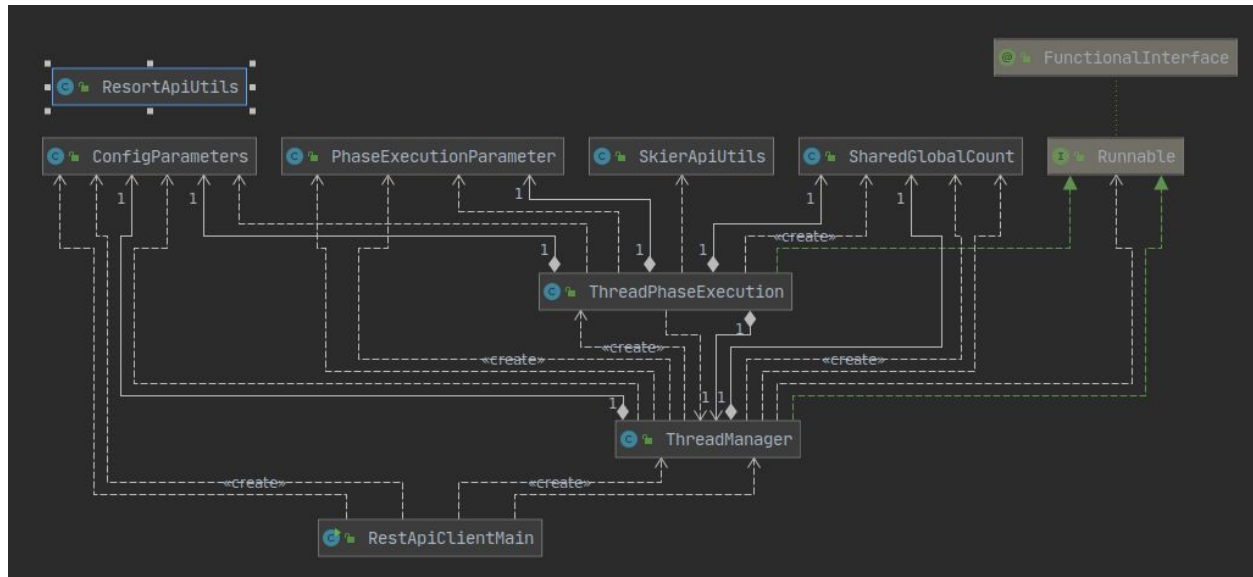 FunctionalInterface
ResortApiUtils
ConfigParameters
PhaseExecutionParameter
SkierApiUtils
SharedGlobalCount
Runnable
1
1
1
1
1
«create»
1
1
1
ThreadPhaseExecution
1
«create»
«create»
1
1
1
ThreadManager
«create»
«create»
RestApiClientMain